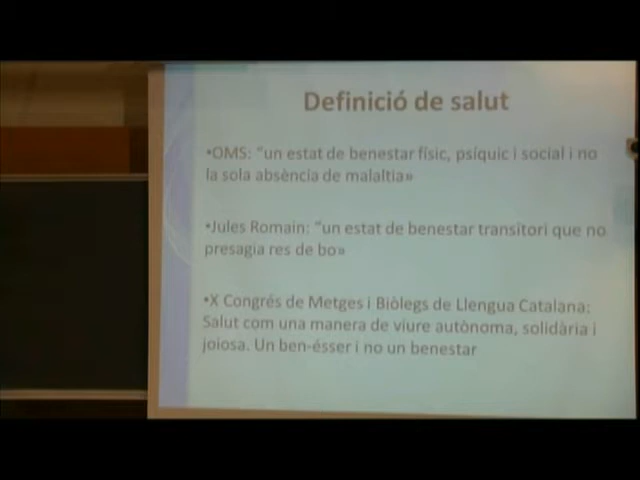 Definició de salut
•OMS: “un estat de benestar físic, psíquic i social i no
la sola absència de malaltia»
•Jules Romain: “un estat de benestar transitori que no
presagia res de bo»
•X Congrés de Metges i Biòlegs de Llengua Catalana:
Salut com una manera de viure autònoma, solidària i
joiosa. Un ben-ésser i no un benestar